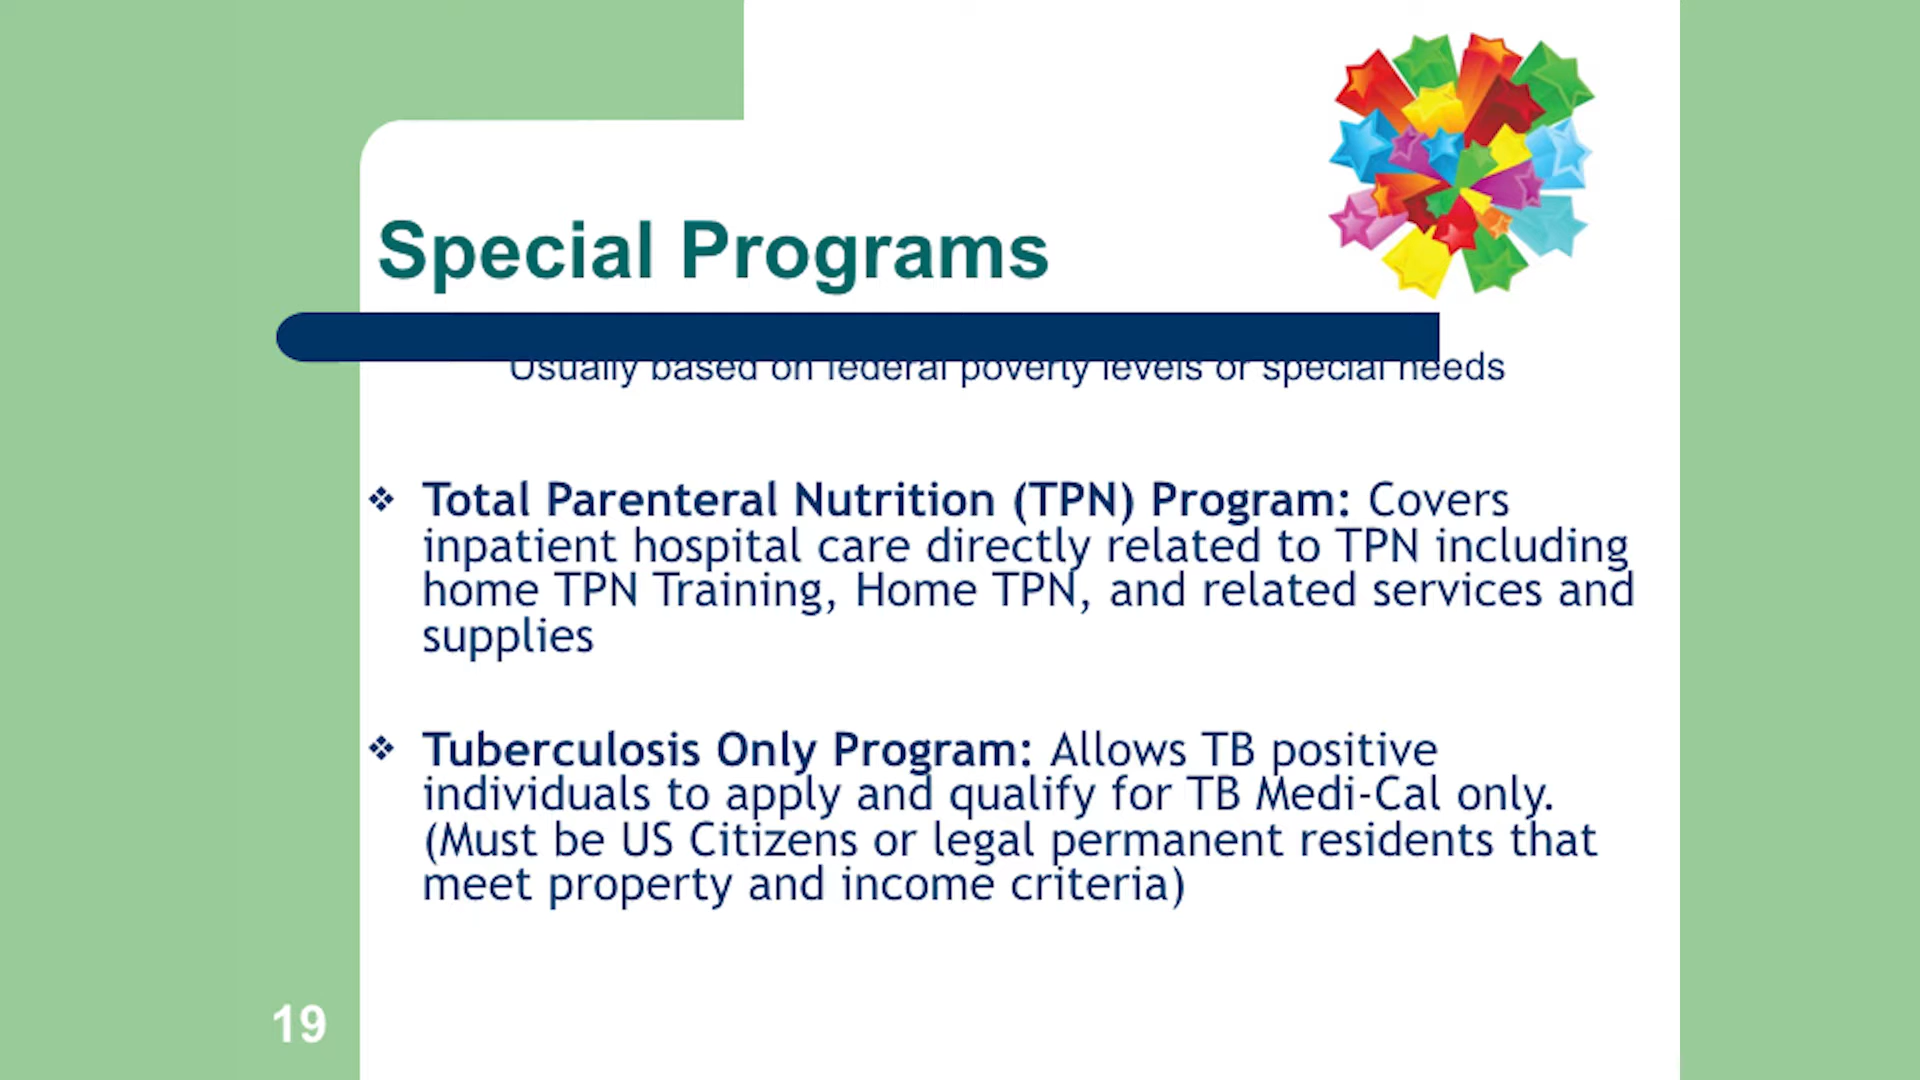 Special Programs
Usually based on federal poverty levels or special needs
❖ Total Parenteral Nutrition (TPN) Program: Covers
inpatient hospital care directly related to TPN including
home TPN Training, Home TPN, and related services and
supplies
❖ Tuberculosis Only Program: Allows TB positive
individuals to apply and qualify for TB Medi-Cal only.
(Must be US Citizens or legal permanent residents that
meet property and income criteria)
19